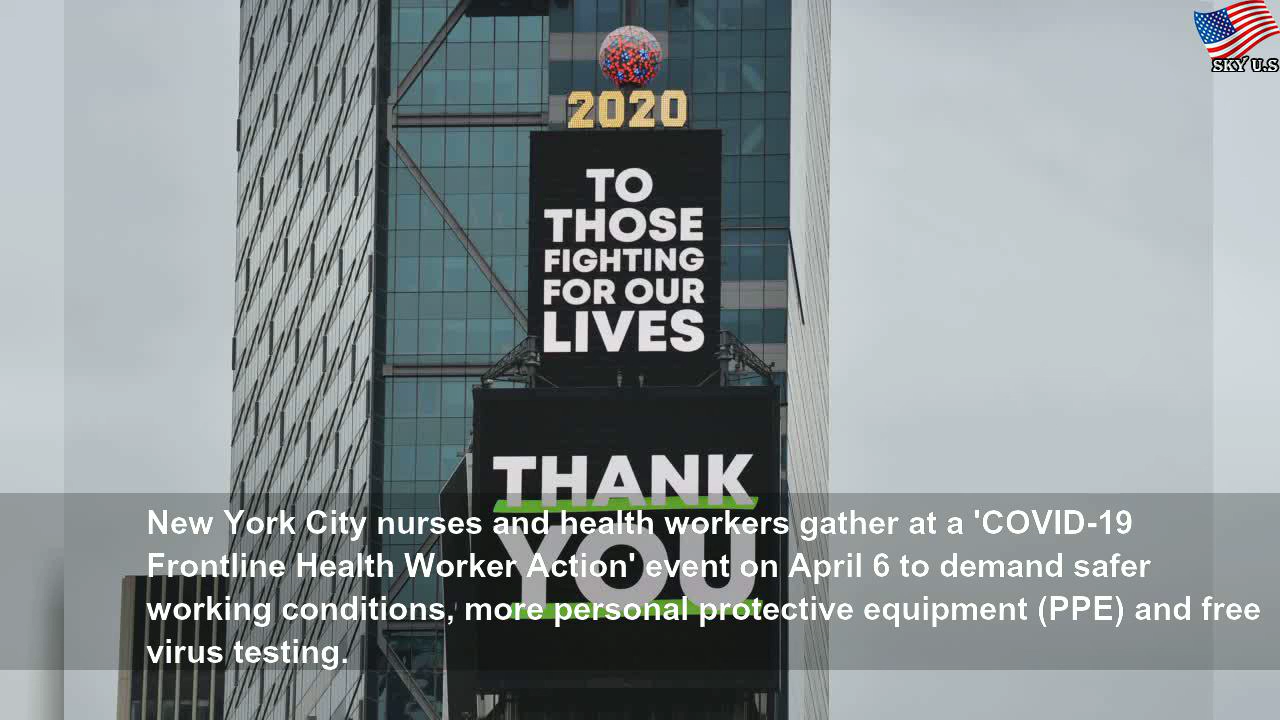 SKY U.S
2020
TO
THOSE
FIGHTING
FOR OUR
LIVES
THANK
YOU
New York City nurses and health workers gather at a 'COVID-19
Frontline Health Worker Action' event on April 6 to demand safer
working conditions, more personal protective equipment (PPE) and free
virus testing.